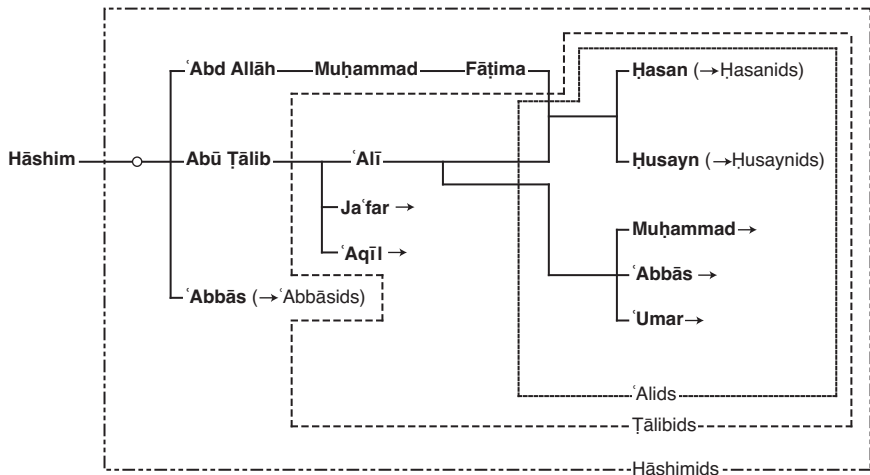 ʿAbd Allāh Muḥammad Fāṭima Ḥasan (→Ḥasanids)
Hāshim Abū Ṭālib ʿAlī Ḥusayn (→Ḥusaynids)
Jaʿfar →
Muḥammad →
ʿAqīl →
ʿAbbās →
ʿAbbās (→ʿAbbāsids)
ʿUmar →
ʿAlids
Ṭālibids
Hāshimids